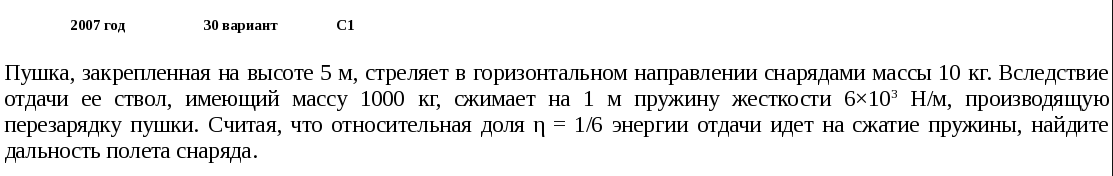 2007 год 30 вариант С1
Пушка, закрепленная на высоте 5 м, стреляет в горизонтальном направлении снарядами массы 10 кг. Вследствие
отдачи ее ствол, имеющий массу 1000 кг, сжимает на 1 м пружину жесткости 6×10³ Н/м, производящую
перезарядку пушки. Считая, что относительная доля η = 1/6 энергии отдачи идет на сжатие пружины, найдите
дальность полета снаряда.